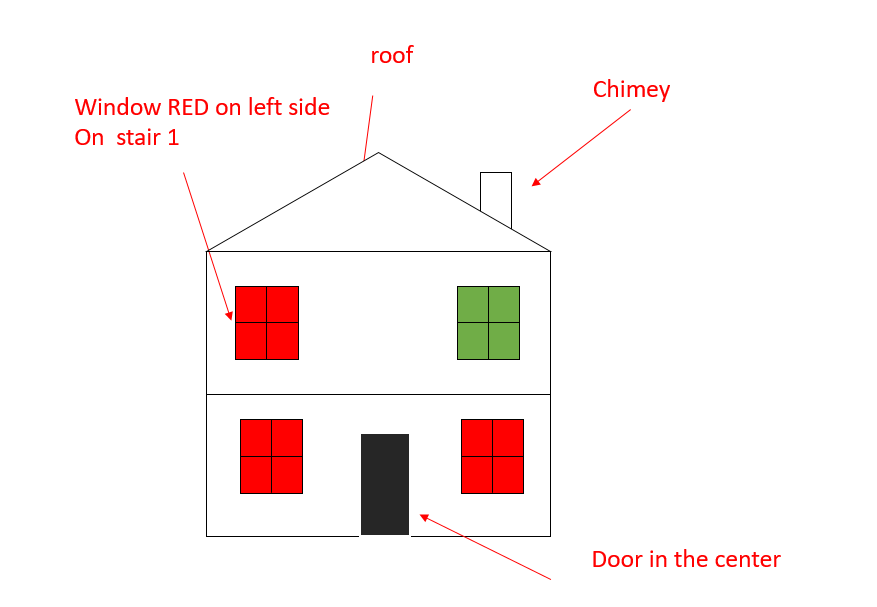 roof
Chimey
Window RED on left side
On stair 1
Door in the center